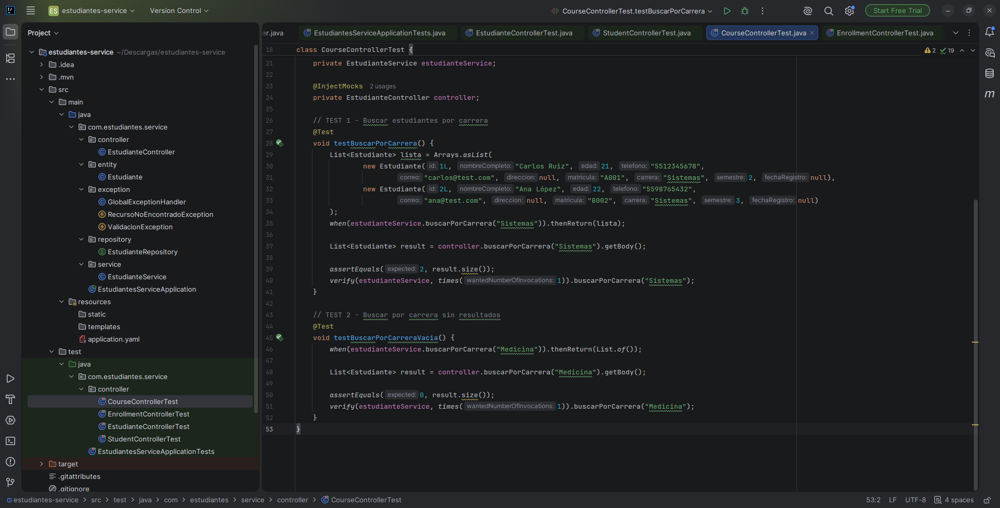 ES estudiantes-service Version Control CourseControllerTest.testBuscarPorCarrera Start Free Trial
Project
er.java EstudiantesServiceApplicationTests.java EstudianteControllerTest.java StudentControllerTest.java CourseControllerTest.java EnrollmentControllerTest.java
estudiantes-service ~/Descargas/estudiantes-service
.idea
.mvn
src
main
java
com.estudiantes.service
controller
EstudianteController
entity
Estudiante
exception
GlobalExceptionHandler
RecursoNoEncontradoException
ValidacionException
repository
EstudianteRepository
service
EstudianteService
EstudiantesServiceApplication
resources
static
templates
application.yaml
test
java
com.estudiantes.service
controller
CourseControllerTest
EnrollmentControllerTest
EstudianteControllerTest
StudentControllerTest
EstudiantesServiceApplicationTests
target
.gitattributes
.gitignore
18 class CourseControllerTest { 2 19
21 private EstudianteService estudianteService;
22
23 @InjectMocks 2 usages
24 private EstudianteController controller;
25
26 // TEST 1 - Buscar estudiantes por carrera
27 @Test
28 void testBuscarPorCarrera() {
29 List<Estudiante> lista = Arrays.asList(
30 new Estudiante( id: 1L, nombreCompleto: "Carlos Ruiz", edad: 21, telefono: "5512345678",
31 correo: "carlos@test.com", direccion: null, matricula: "A001", carrera: "Sistemas", semestre: 2, fechaRegistro: null),
32 new Estudiante( id: 2L, nombreCompleto: "Ana López", edad: 22, telefono: "5598765432",
33 correo: "ana@test.com", direccion: null, matricula: "B002", carrera: "Sistemas", semestre: 3, fechaRegistro: null)
34 );
35 when(estudianteService.buscarPorCarrera("Sistemas")).thenReturn(lista);
36
37 List<Estudiante> result = controller.buscarPorCarrera("Sistemas").getBody();
38
39 assertEquals( expected: 2, result.size());
40 verify(estudianteService, times( wantedNumberOfInvocations: 1)).buscarPorCarrera("Sistemas");
41 }
42
43 // TEST 2 - Buscar por carrera sin resultados
44 @Test
45 void testBuscarPorCarreraVacia() {
46 when(estudianteService.buscarPorCarrera("Medicina")).thenReturn(List.of());
47
48 List<Estudiante> result = controller.buscarPorCarrera("Medicina").getBody();
49
50 assertEquals( expected: 0, result.size());
51 verify(estudianteService, times( wantedNumberOfInvocations: 1)).buscarPorCarrera("Medicina");
52 }
53 }
estudiantes-service > src > test > java > com > estudiantes > service > controller > CourseControllerTest 53:2 LF UTF-8 4 spaces